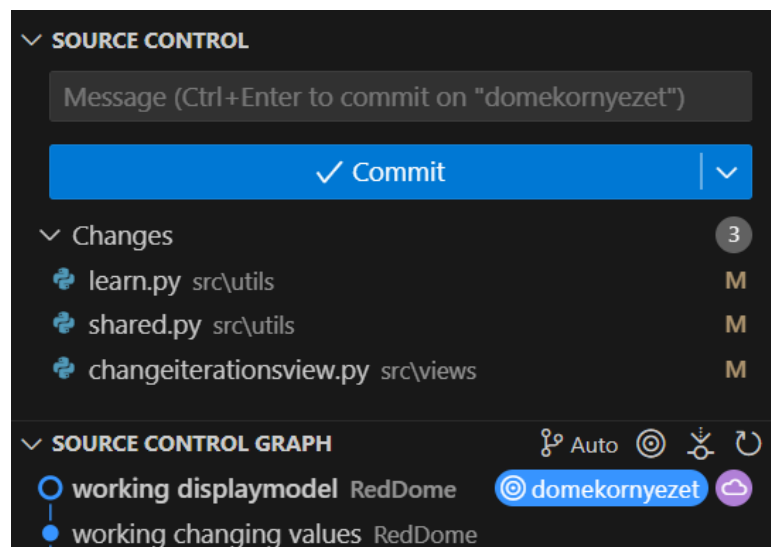 SOURCE CONTROL
Message (Ctrl+Enter to commit on "domekornyezet")
Commit
Changes 3
learn.py src\utils M
shared.py src\utils M
changeiterationsview.py src\views M
SOURCE CONTROL GRAPH Auto
working displaymodel RedDome domekornyezet
working changing values RedDome